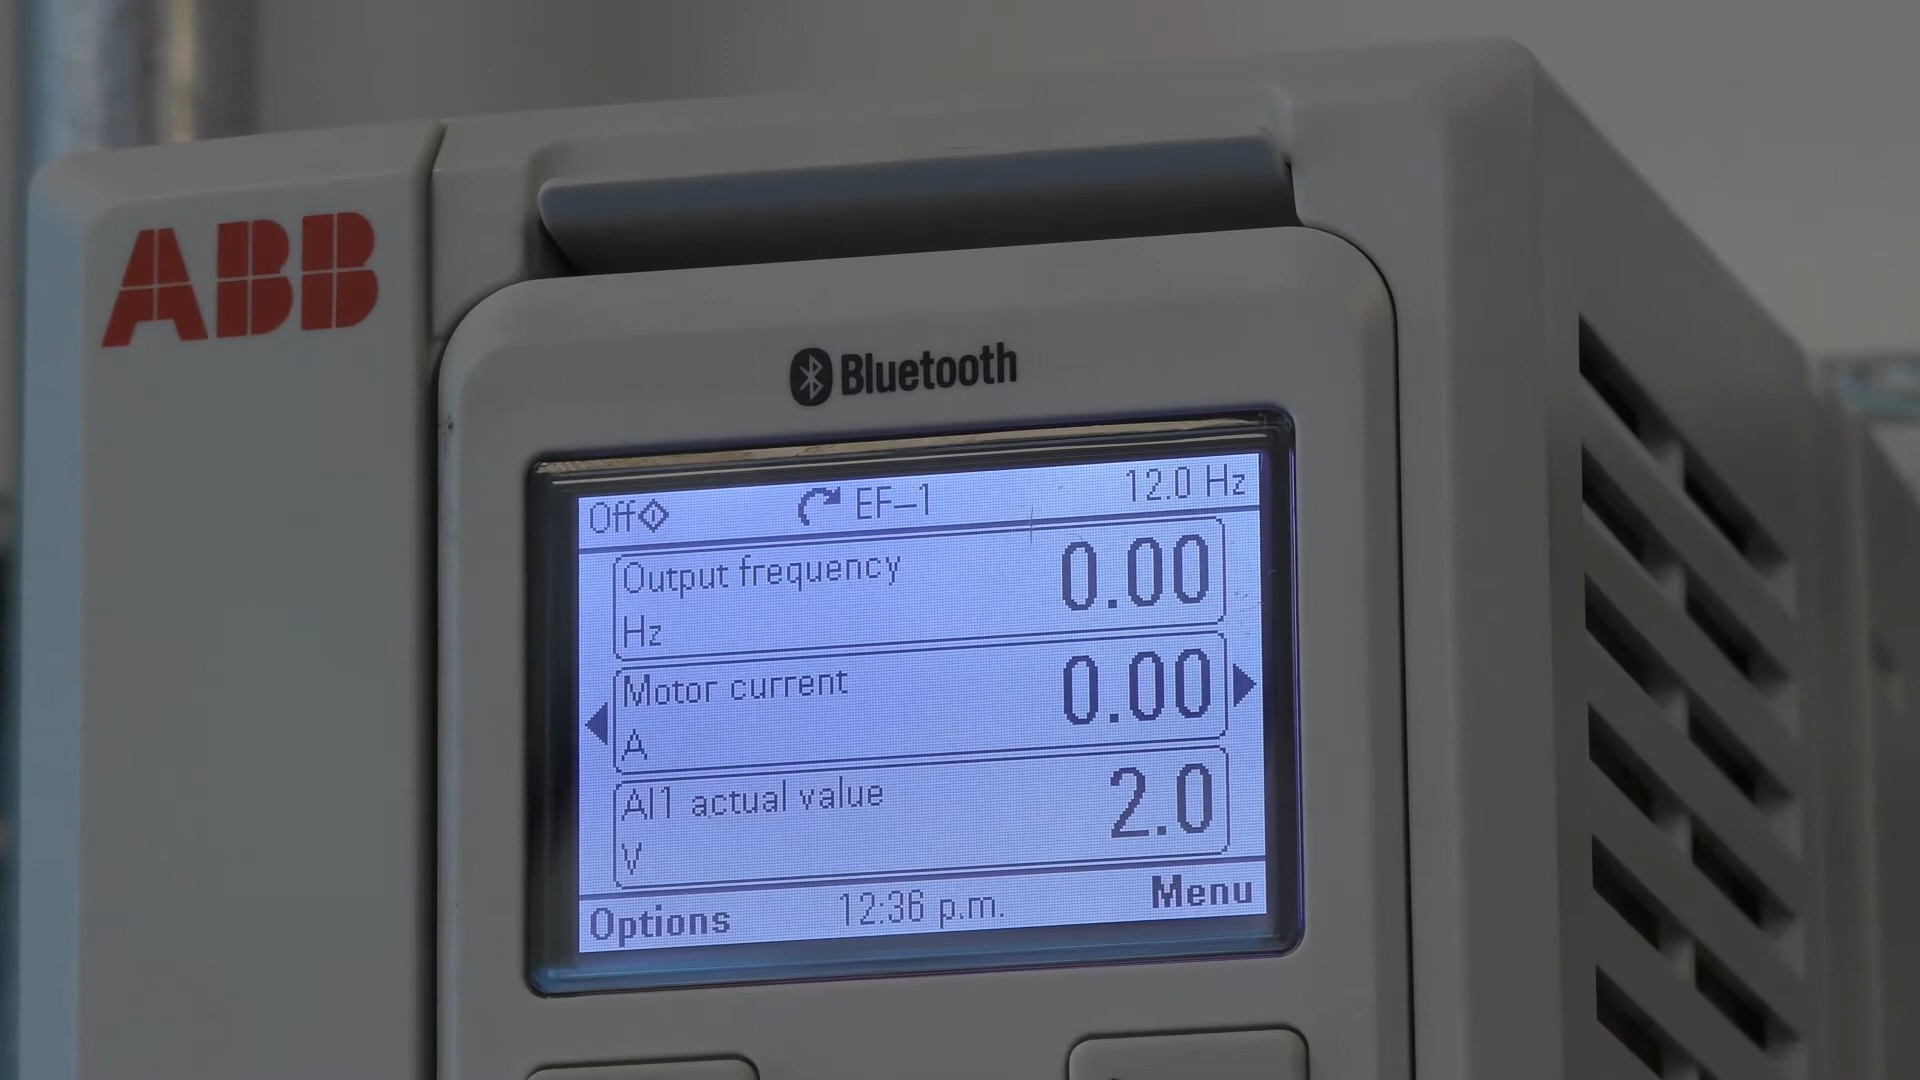 ABB
Bluetooth
Off EF–1 12.0 Hz
Output frequency 0.00
Hz
Motor current 0.00
A
AI1 actual value 2.0
V
Options 12:36 p.m. Menu